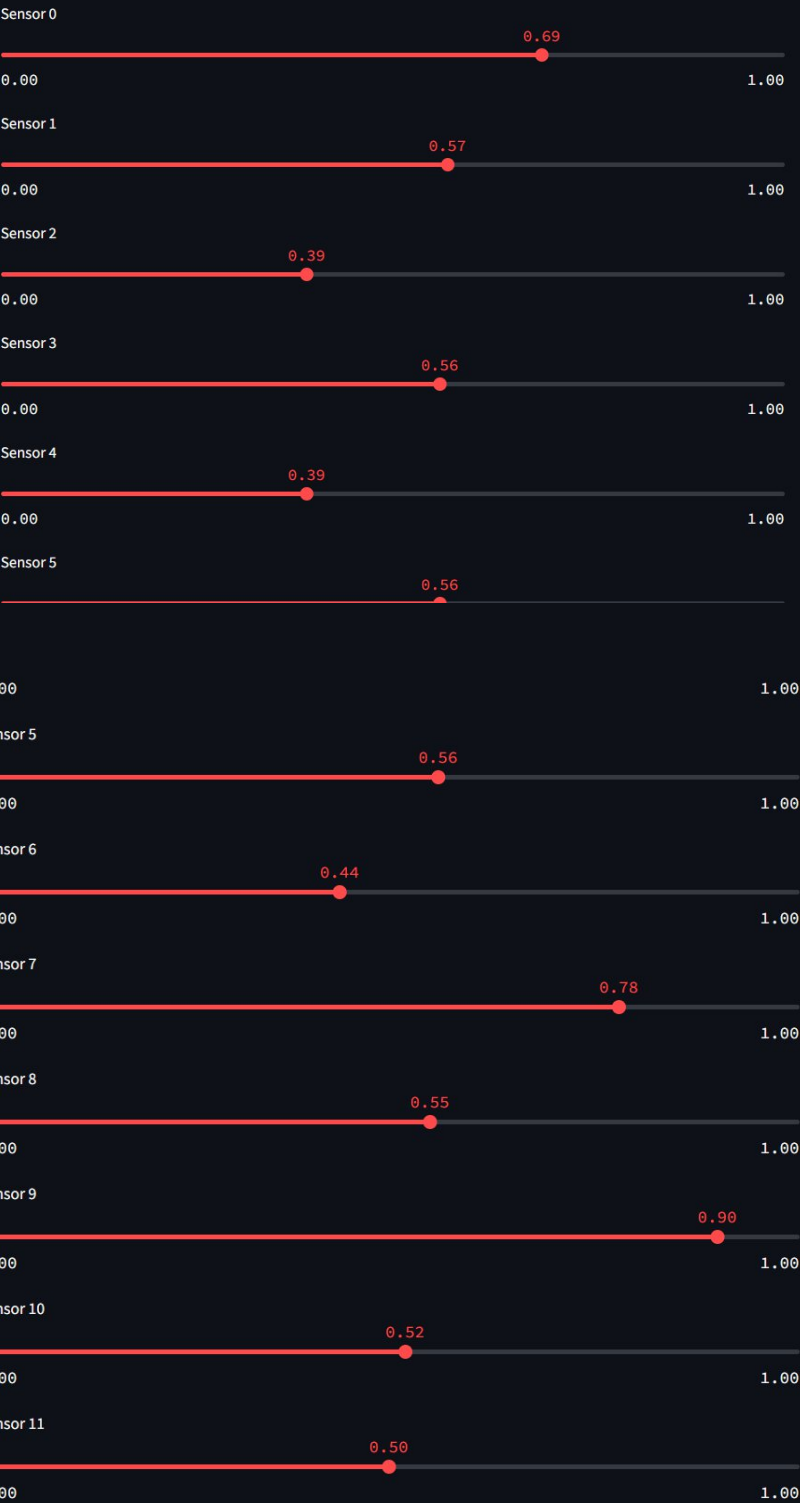 Sensor 0
0.69
0.00 1.00
Sensor 1
0.57
0.00 1.00
Sensor 2
0.39
0.00 1.00
Sensor 3
0.56
0.00 1.00
Sensor 4
0.39
0.00 1.00
Sensor 5
0.56
00 1.00
nsor 5
0.56
00 1.00
nsor 6
0.44
00 1.00
nsor 7
0.78
00 1.00
nsor 8
0.55
00 1.00
nsor 9
0.90
00 1.00
nsor 10
0.52
00 1.00
nsor 11
0.50
00 1.00